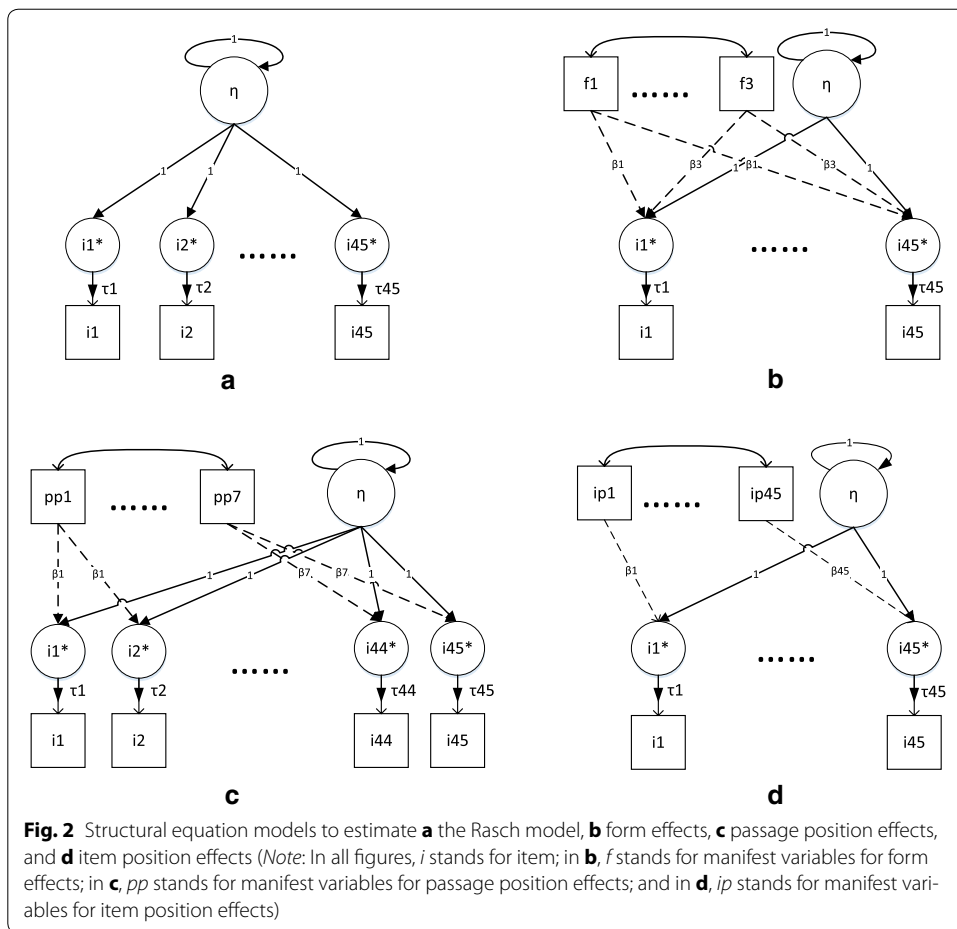 1
η
1 1 1
i1* i2* ...... i45*
τ1 τ2 τ45
i1 i2 i45
a
1
f1 ...... f3 η
β1 β3 1 β1 β3 1
i1* ...... i45*
τ1 τ45
i1 i45
b
1
pp1 ...... pp7 η
β1 β1 1 1 β7 β7 1 1
i1* i2* ...... i44* i45*
τ1 τ2 τ44 τ45
i1 i2 i44 i45
c
1
ip1 ...... ip45 η
β1 1 β45 1
i1* ...... i45*
τ1 τ45
i1 i45
d
Fig. 2 Structural equation models to estimate a the Rasch model, b form effects, c passage position effects,
and d item position effects (Note: In all figures, i stands for item; in b, f stands for manifest variables for form
effects; in c, pp stands for manifest variables for passage position effects; and in d, ip stands for manifest vari-
ables for item position effects)